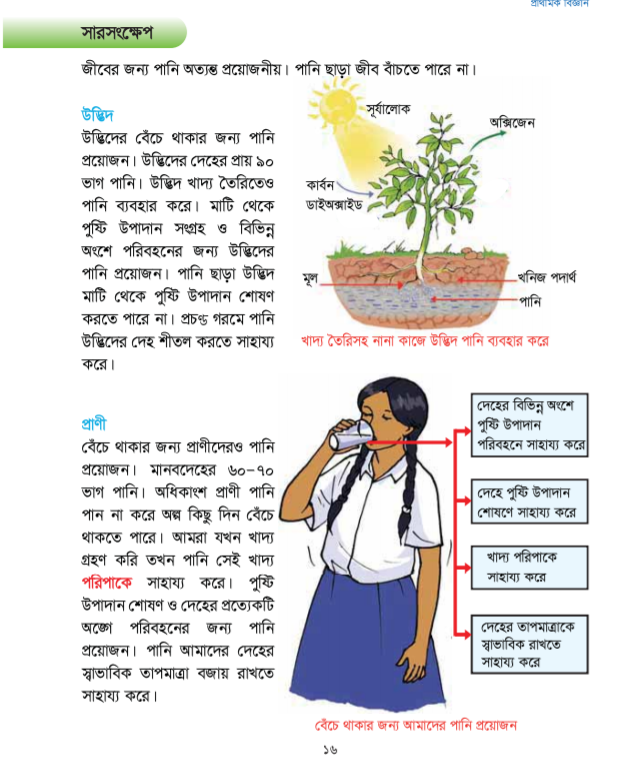 প্রাথমিক বিজ্ঞান
সারসংক্ষেপ
জীবের জন্য পানি অত্যন্ত প্রয়োজনীয়। পানি ছাড়া জীব বাঁচতে পারে না।
উদ্ভিদ
উদ্ভিদের বেঁচে থাকার জন্য পানি
প্রয়োজন। উদ্ভিদের দেহের প্রায় ৯০
ভাগ পানি। উদ্ভিদ খাদ্য তৈরিতেও
পানি ব্যবহার করে। মাটি থেকে
পুষ্টি উপাদান সংগ্রহ ও বিভিন্ন
অংশে পরিবহনের জন্য উদ্ভিদের
পানি প্রয়োজন। পানি ছাড়া উদ্ভিদ
মাটি থেকে পুষ্টি উপাদান শোষণ
করতে পারে না। প্রচণ্ড গরমে পানি
উদ্ভিদের দেহ শীতল করতে সাহায্য
করে।
সূর্যালোক
অক্সিজেন
কার্বন
ডাইঅক্সাইড
মূল
খনিজ পদার্থ
পানি
খাদ্য তৈরিসহ নানা কাজে উদ্ভিদ পানি ব্যবহার করে
প্রাণী
বেঁচে থাকার জন্য প্রাণীদেরও পানি
প্রয়োজন। মানবদেহের ৬০-৭০
ভাগ পানি। অধিকাংশ প্রাণী পানি
পান না করে অল্প কিছু দিন বেঁচে
থাকতে পারে। আমরা যখন খাদ্য
গ্রহণ করি তখন পানি সেই খাদ্য
পরিপাকে সাহায্য করে। পুষ্টি
উপাদান শোষণ ও দেহের প্রত্যেকটি
অঙ্গে পরিবহনের জন্য পানি
প্রয়োজন। পানি আমাদের দেহের
স্বাভাবিক তাপমাত্রা বজায় রাখতে
সাহায্য করে।
দেহের বিভিন্ন অংশে
পুষ্টি উপাদান
পরিবহনে সাহায্য করে
দেহে পুষ্টি উপাদান
শোষণে সাহায্য করে
খাদ্য পরিপাকে
সাহায্য করে
দেহের তাপমাত্রাকে
স্বাভাবিক রাখতে
সাহায্য করে
বেঁচে থাকার জন্য আমাদের পানি প্রয়োজন
১৬